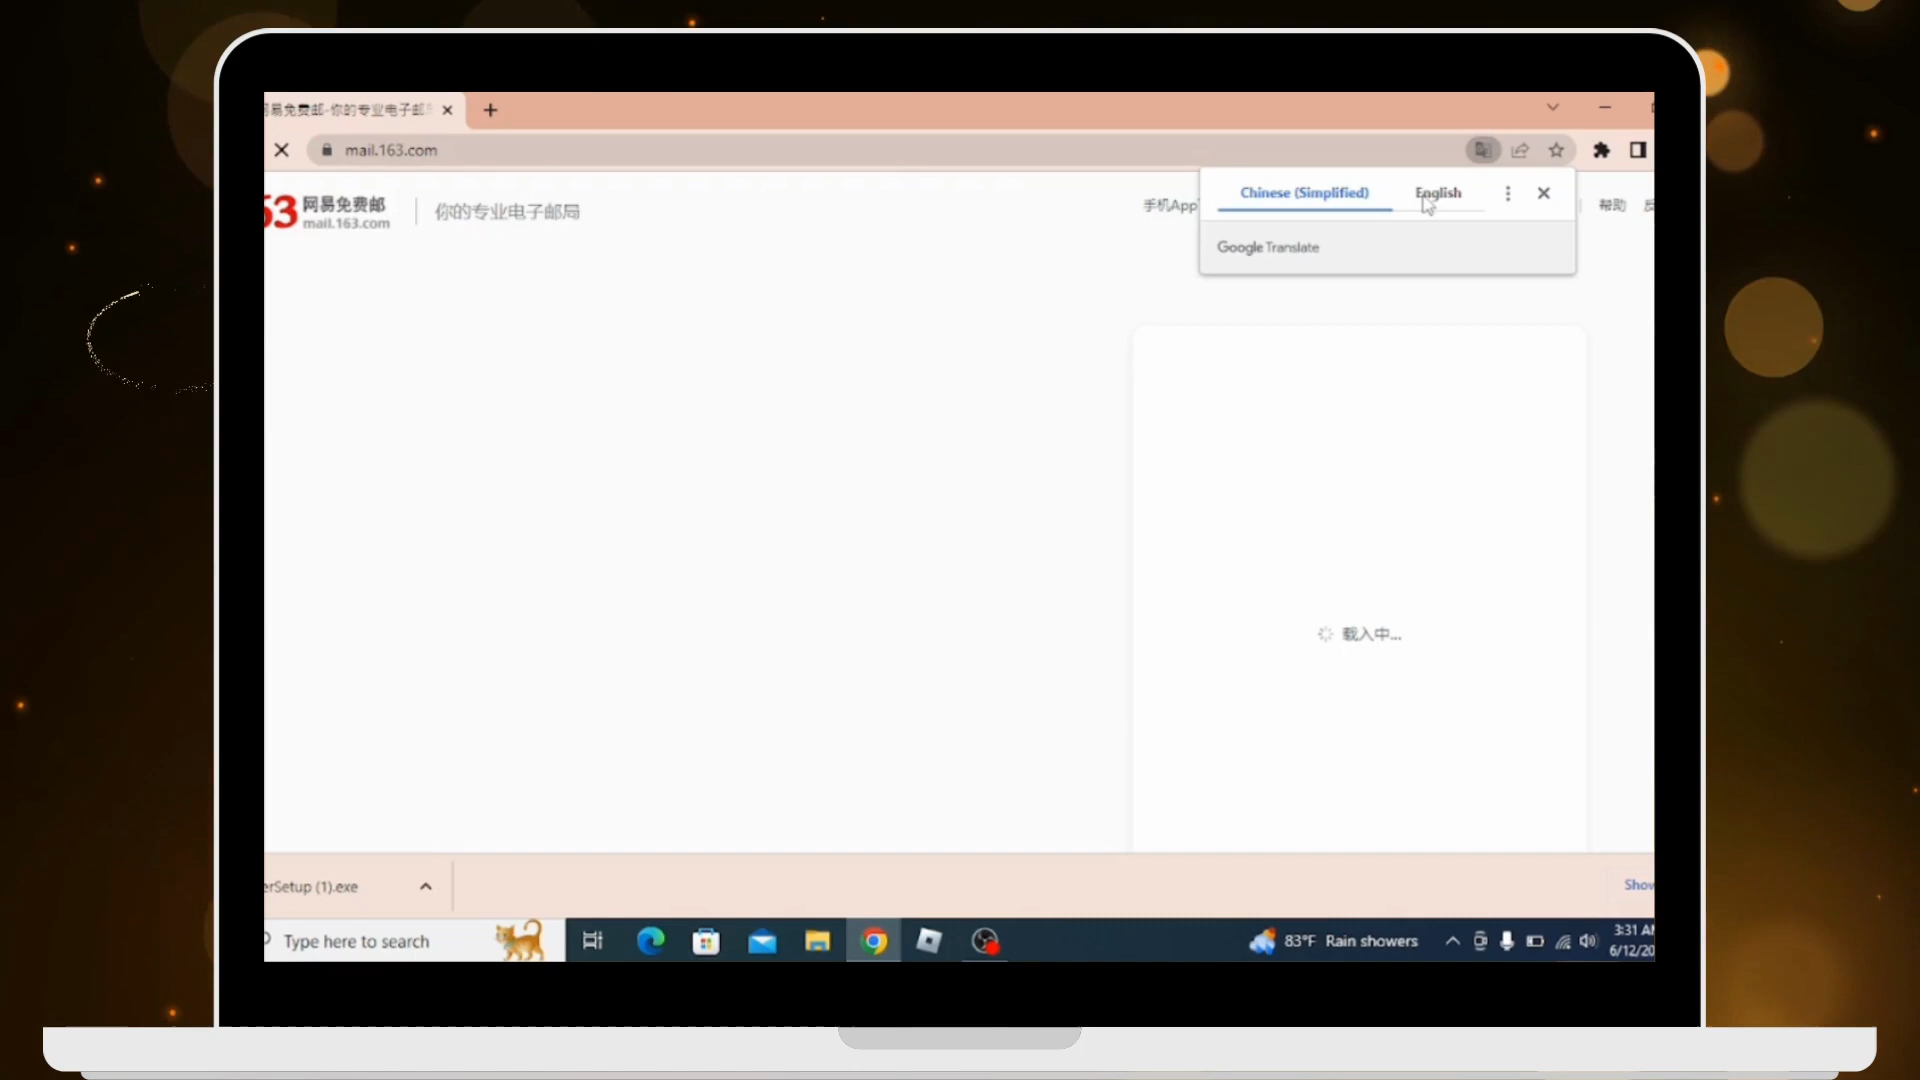 网易免费邮-你的专业电子邮
mail.163.com
Chinese (Simplified) English
Google Translate
53 网易免费邮
mail.163.com
你的专业电子邮局
手机App
帮助
载入中...
erSetup (1).exe
Show
Type here to search
83°F Rain showers
3:31 AM
6/12/20